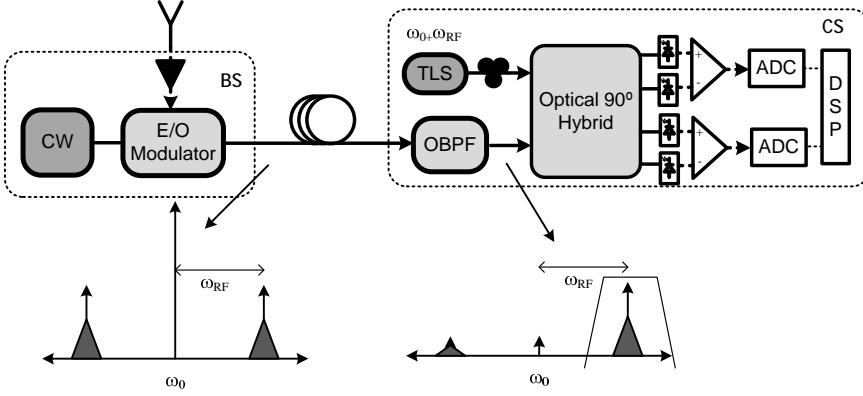 BS
CW
E/O
Modulator
CS
ω0+ωRF
TLS
OBPF
Optical 90º
Hybrid
+
-
+
-
ADC
ADC
D
S
P
ωRF
ω0
ωRF
ω0